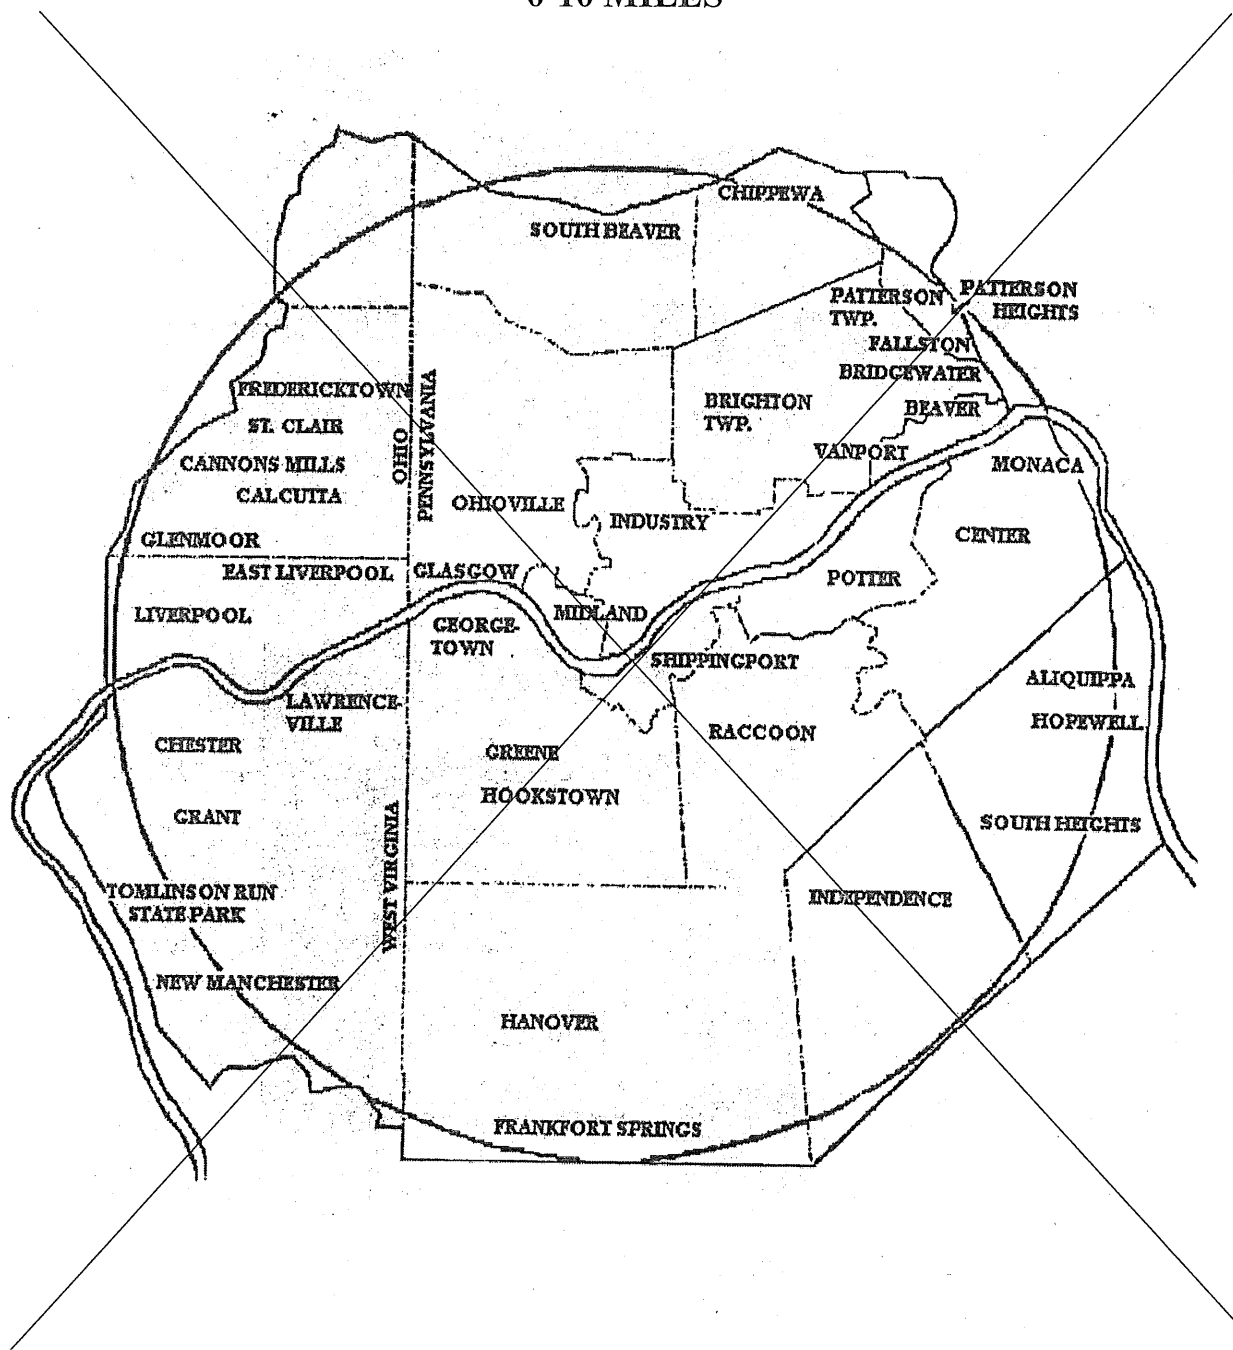 0-10 MILES
CHIPPEWA
SOUTH BEAVER
PATTERSON
TWP.
PATTERSON
HEIGHTS
FALLSTON
BRIDGEWATER
BEAVER
BRIGHTON
TWP.
VANPORT
MONACA
FREDERICKTOWN
ST. CLAIR
CANNONS MILLS
CALCUTTA
OHIO
PENNSYLVANIA
OHIOVILLE
INDUSTRY
CENTER
GLENMOOR
EAST LIVERPOOL
GLASGOW
POTTER
LIVERPOOL
MIDLAND
GEORGE-
TOWN
SHIPPINGPORT
ALIQUIPPA
HOPEWELL
LAWRENCE-
VILLE
RACCOON
CHESTER
GREENE
HOOKSTOWN
GRANT
SOUTH HEIGHTS
WEST VIRGINIA
TOMLINSON RUN
STATE PARK
INDEPENDENCE
NEW MANCHESTER
HANOVER
FRANKFORT SPRINGS